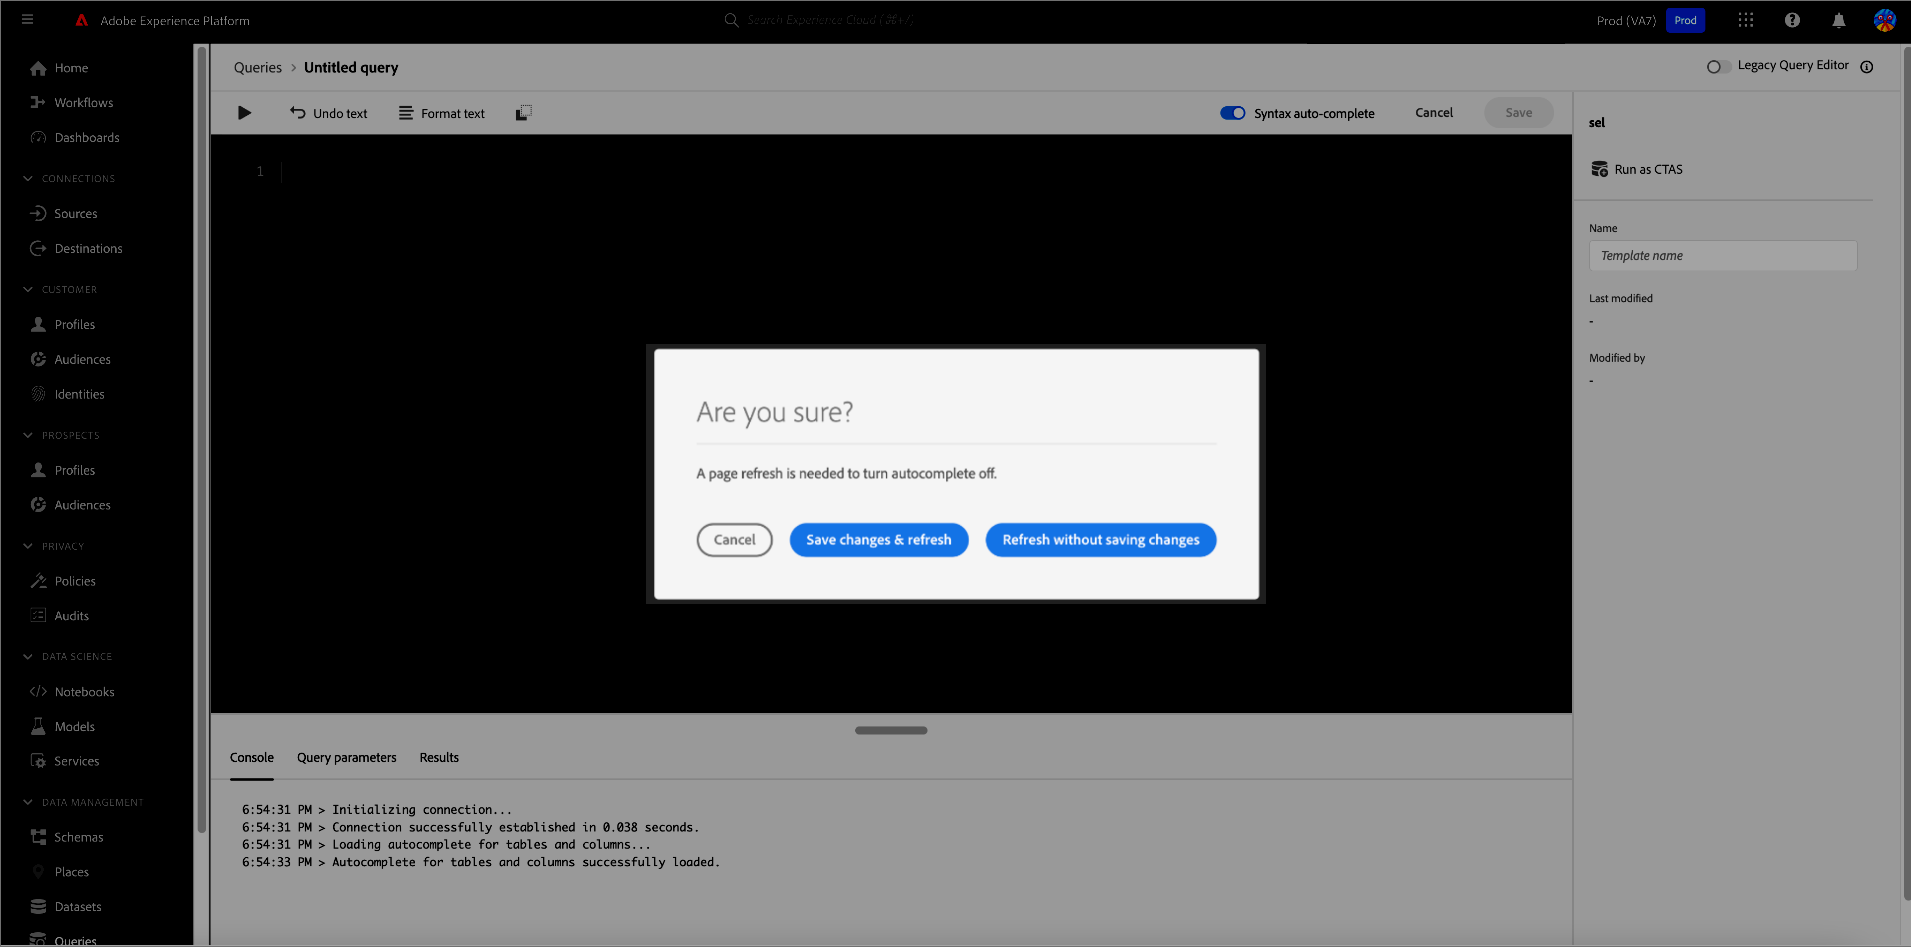 Adobe Experience Platform
Search Experience Cloud (⌘+/)
Prod (VA7)
Prod
Home
Workflows
Dashboards
CONNECTIONS
Sources
Destinations
CUSTOMER
Profiles
Audiences
Identities
PROSPECTS
Profiles
Audiences
PRIVACY
Policies
Audits
DATA SCIENCE
Notebooks
Models
Services
DATA MANAGEMENT
Schemas
Places
Datasets
Queries
Queries > Untitled query
Legacy Query Editor
Undo text
Format text
Syntax auto-complete
Cancel
Save
1
Are you sure?
A page refresh is needed to turn autocomplete off.
Cancel
Save changes & refresh
Refresh without saving changes
Console
Query parameters
Results
6:54:31 PM > Initializing connection...
6:54:31 PM > Connection successfully established in 0.038 seconds.
6:54:31 PM > Loading autocomplete for tables and columns...
6:54:33 PM > Autocomplete for tables and columns successfully loaded.
sel
Run as CTAS
Name
Template name
Last modified
-
Modified by
-